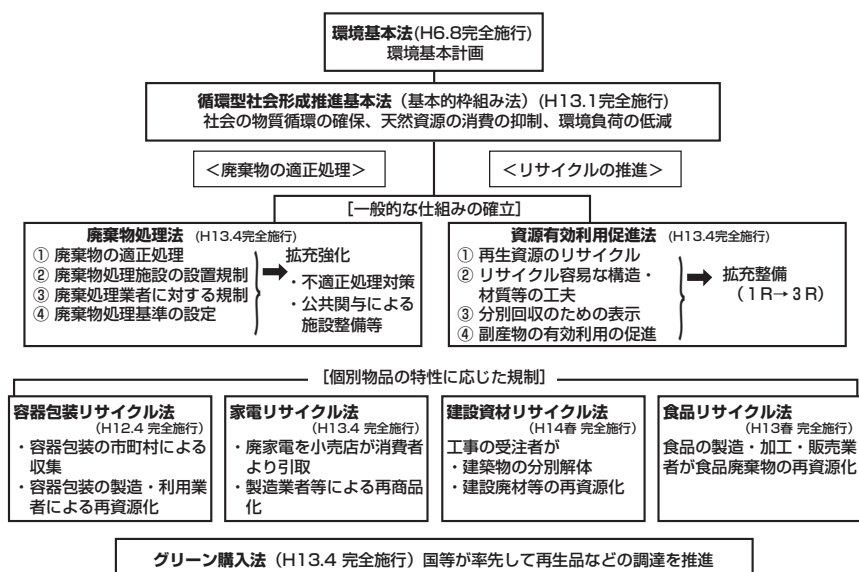 環境基本法(H6.8完全施行)
環境基本計画
循環型社会形成推進基本法（基本的枠組み法）(H13.1完全施行)
社会の物質循環の確保、天然資源の消費の抑制、環境負荷の低減
＜廃棄物の適正処理＞
＜リサイクルの推進＞
[一般的な仕組みの確立]
廃棄物処理法 (H13.4完全施行)
① 廃棄物の適正処理
② 廃棄物処理施設の設置規制
③ 廃棄処理業者に対する規制
④ 廃棄物処理基準の設定
拡充強化
・不適正処理対策
・公共関与による
施設整備等
資源有効利用促進法 (H13.4完全施行)
① 再生資源のリサイクル
② リサイクル容易な構造・
材質等の工夫
③ 分別回収のための表示
④ 副産物の有効利用の促進
拡充整備
（1R→3R）
[個別物品の特性に応じた規制]
容器包装リサイクル法
(H12.4 完全施行)
・容器包装の市町村による
収集
・容器包装の製造・利用業
者による再資源化
家電リサイクル法
(H13.4 完全施行)
・廃家電を小売店が消費者
より引取
・製造業者等による再商品
化
建設資材リサイクル法
(H14春 完全施行)
工事の受注者が
・建築物の分別解体
・建設廃材等の再資源化
食品リサイクル法
(H13春 完全施行)
食品の製造・加工・販売業
者が食品廃棄物の再資源化
グリーン購入法（H13.4 完全施行）国等が率先して再生品などの調達を推進